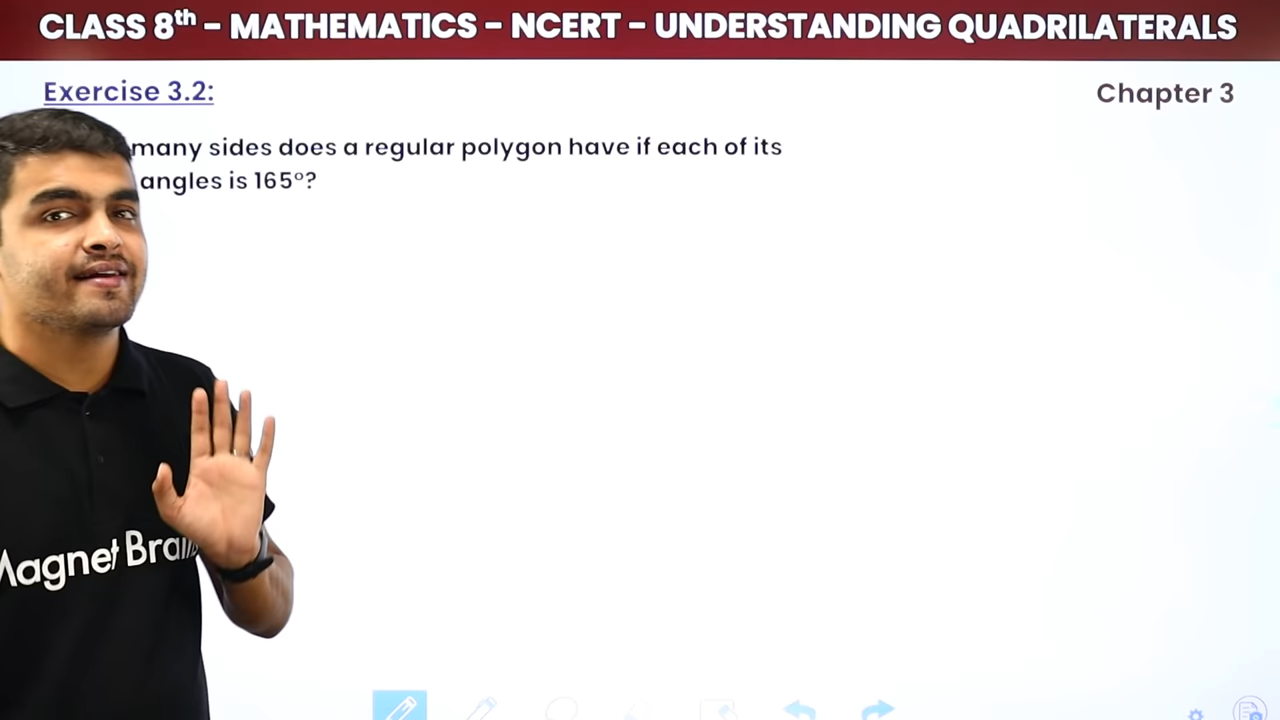 CLASS 8th - MATHEMATICS - NCERT - UNDERSTANDING QUADRILATERALS
Exercise 3.2:
Chapter 3
many sides does a regular polygon have if each of its
angles is 165°?
Magnet Brai